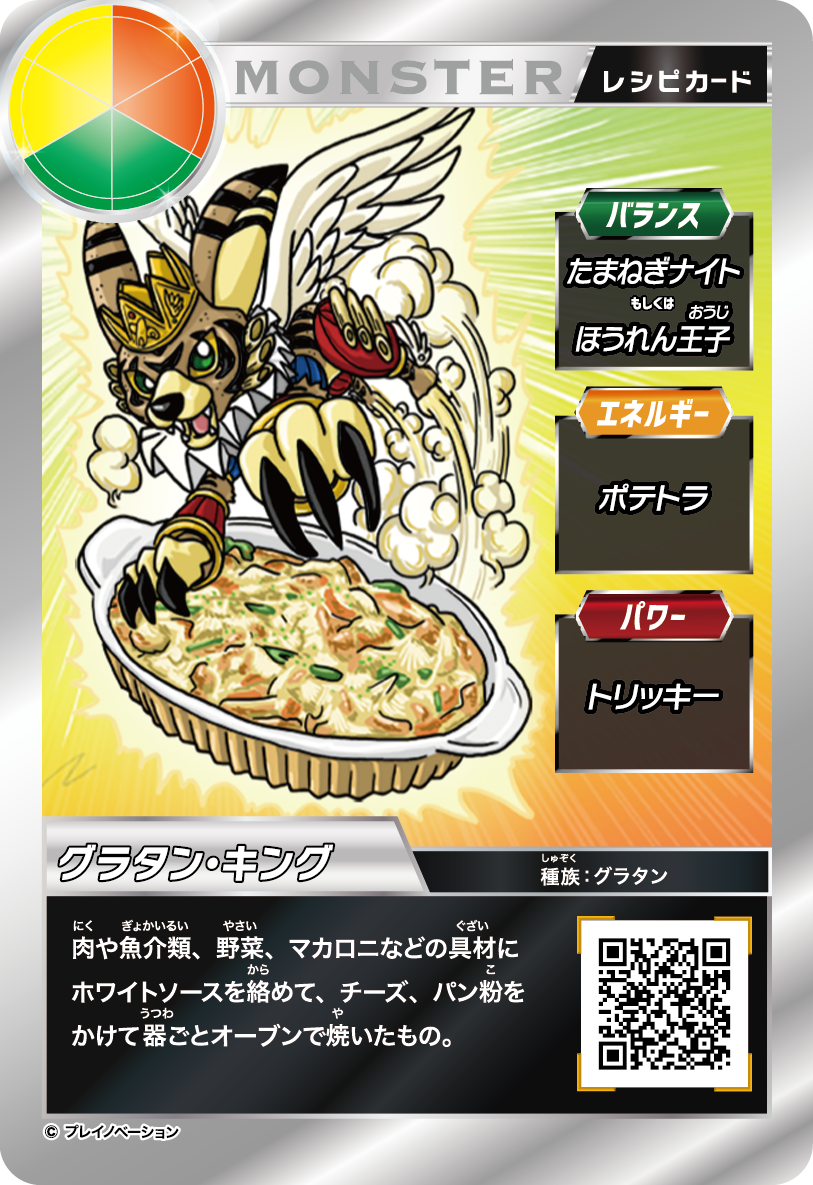 MONSTER
レシピカード
バランス
たまねぎナイト
もしくは
おうじ
ほうれん王子
エネルギー
ポテトラ
パワー
トリッキー
グラタン・キング
しゅぞく
種族：グラタン
にく ぎょかいるい やさい ぐざい
肉や魚介類、野菜、マカロニなどの具材に
から こ
ホワイトソースを絡めて、チーズ、パン粉を
うつわ や
かけて器ごとオーブンで焼いたもの。
© プレイノベーション